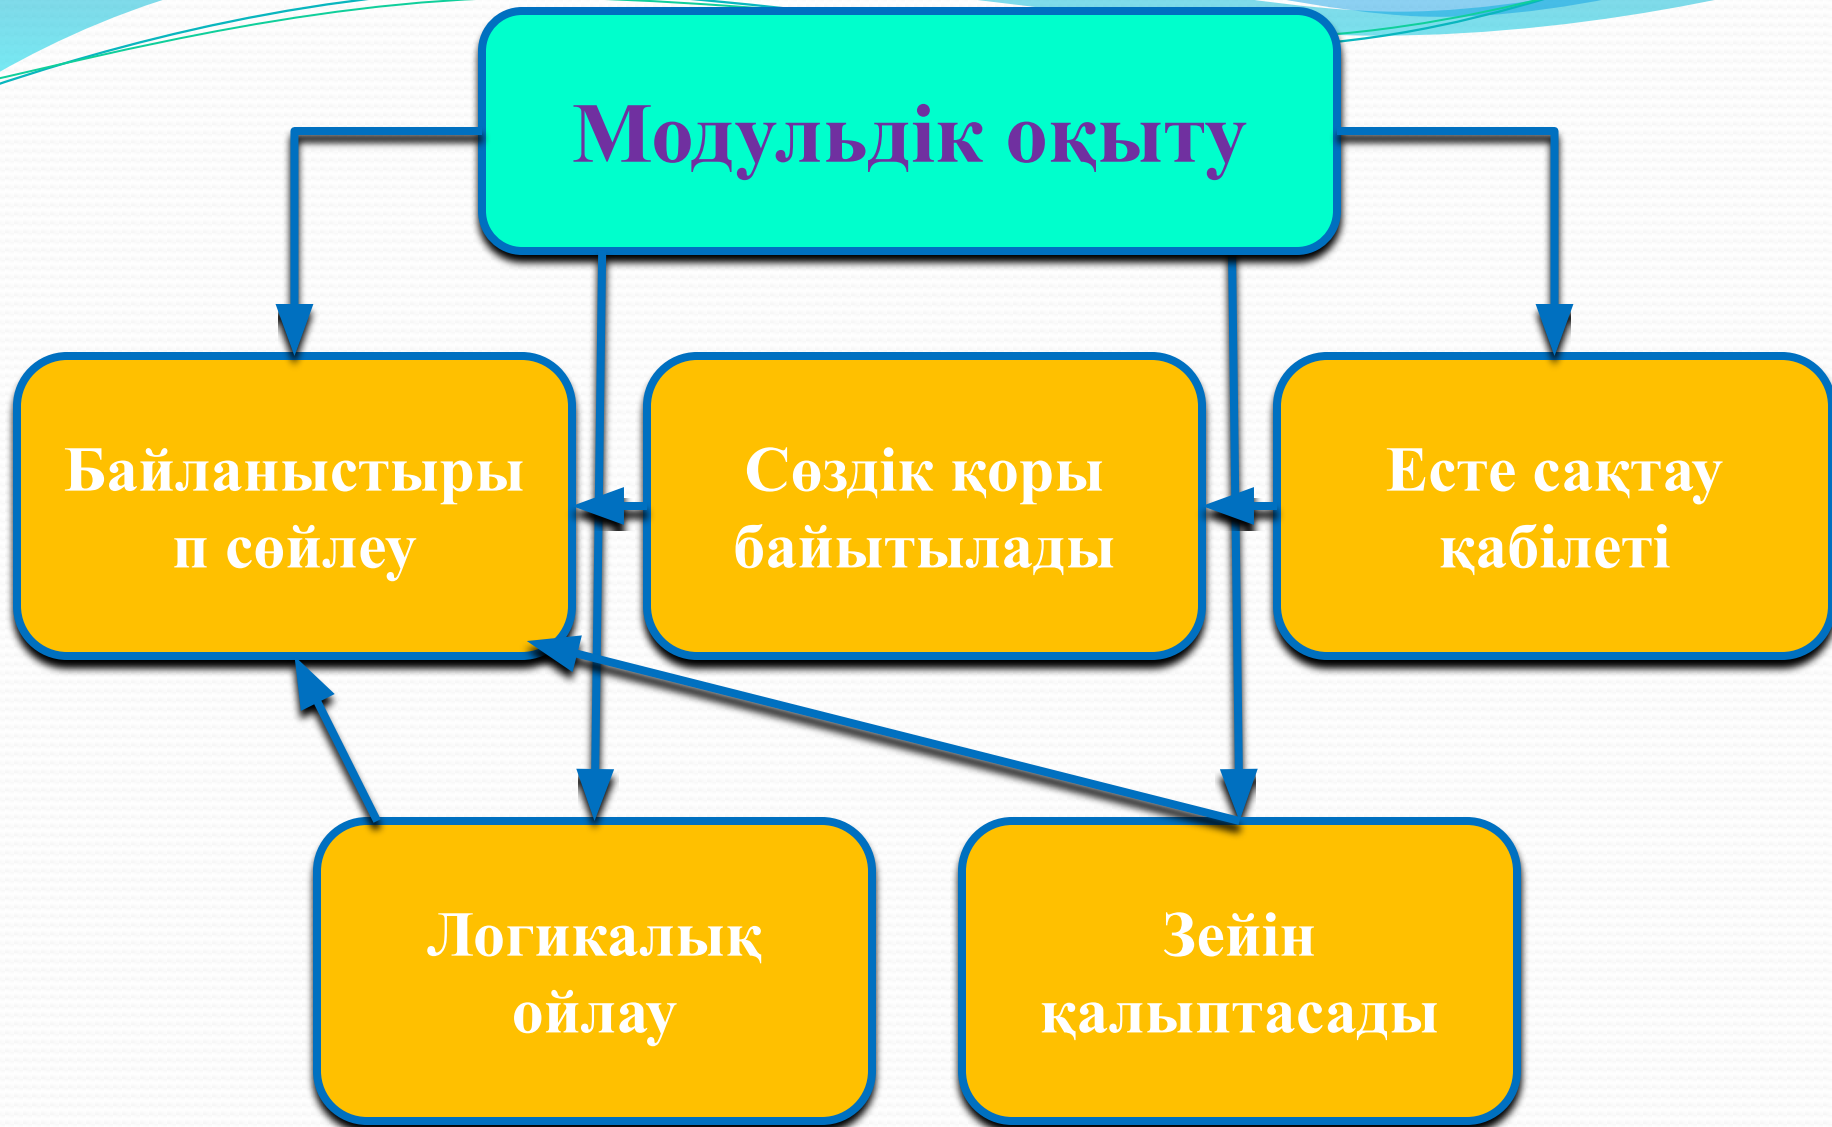 Модульдік оқыту
Байланыстыры
п сөйлеу
Сөздік қоры
байытылады
Есте сақтау
қабілеті
Логикалық
ойлау
Зейін
қалыптасады